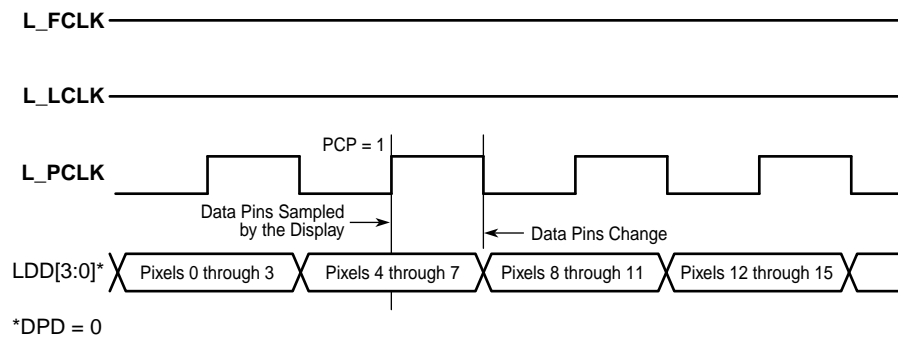 L_FCLK
L_LCLK
PCP = 1
L_PCLK
Data Pins Sampled
by the Display
Data Pins Change
LDD[3:0]*
Pixels 0 through 3
Pixels 4 through 7
Pixels 8 through 11
Pixels 12 through 15
*DPD = 0